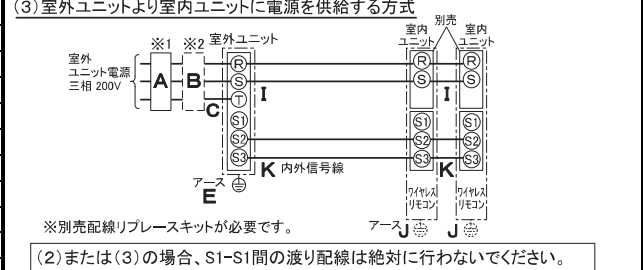 (3)室外ユニットより室内ユニットに電源を供給する方式
別売
※1 ※2 室外ユニット 室内ユニット 室内ユニット
室外
ユニット電源
三相 200V
A B C
R S T S1 S2 S3
I
R S S1 S2 S3
I
R S S1 S2 S3
K 内外信号線
K
アース
E
ワイヤレス
リモコン
ワイヤレス
リモコン
※別売配線リプレースキットが必要です。
アース J J
(2)または(3)の場合、S1-S1間の渡り配線は絶対に行わないでください。